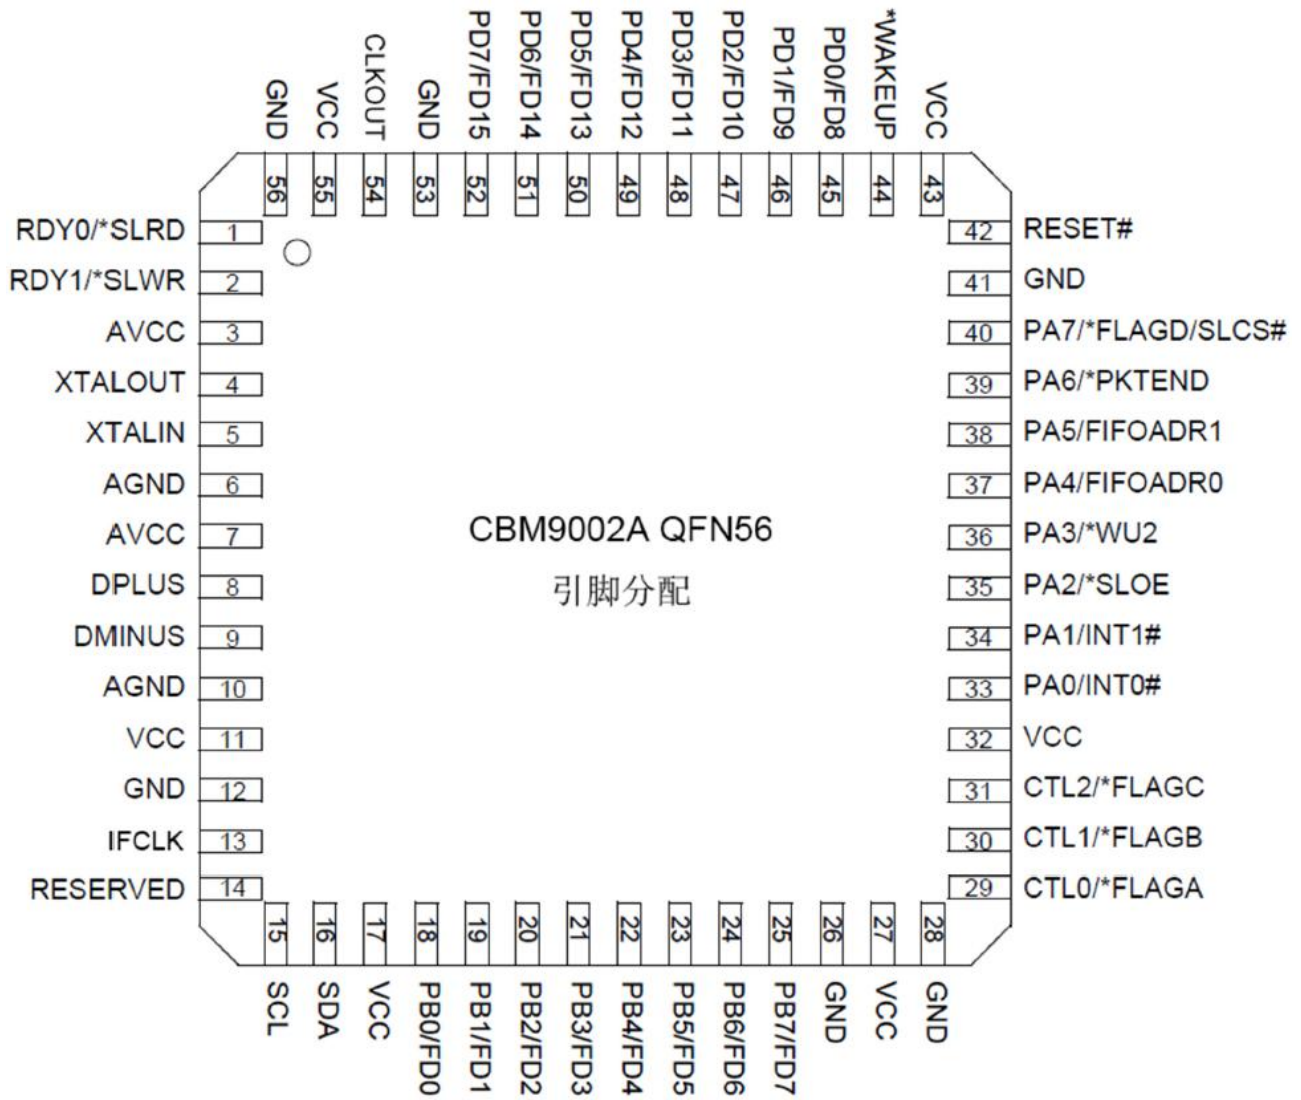 GND
VCC
CLKOUT
GND
PD7/FD15
PD6/FD14
PD5/FD13
PD4/FD12
PD3/FD11
PD2/FD10
PD1/FD9
PD0/FD8
*WAKEUP
VCC
56
55
54
53
52
51
50
49
48
47
46
45
44
43
RDY0/*SLRD 1
RDY1/*SLWR 2
AVCC 3
XTALOUT 4
XTALIN 5
AGND 6
AVCC 7
DPLUS 8
DMINUS 9
AGND 10
VCC 11
GND 12
IFCLK 13
RESERVED 14
CBM9002A QFN56
引脚分配
42 RESET#
41 GND
40 PA7/*FLAGD/SLCS#
39 PA6/*PKTEND
38 PA5/FIFOADR1
37 PA4/FIFOADR0
36 PA3/*WU2
35 PA2/*SLOE
34 PA1/INT1#
33 PA0/INT0#
32 VCC
31 CTL2/*FLAGC
30 CTL1/*FLAGB
29 CTL0/*FLAGA
15
16
17
18
19
20
21
22
23
24
25
26
27
28
SCL
SDA
VCC
PB0/FD0
PB1/FD1
PB2/FD2
PB3/FD3
PB4/FD4
PB5/FD5
PB6/FD6
PB7/FD7
GND
VCC
GND